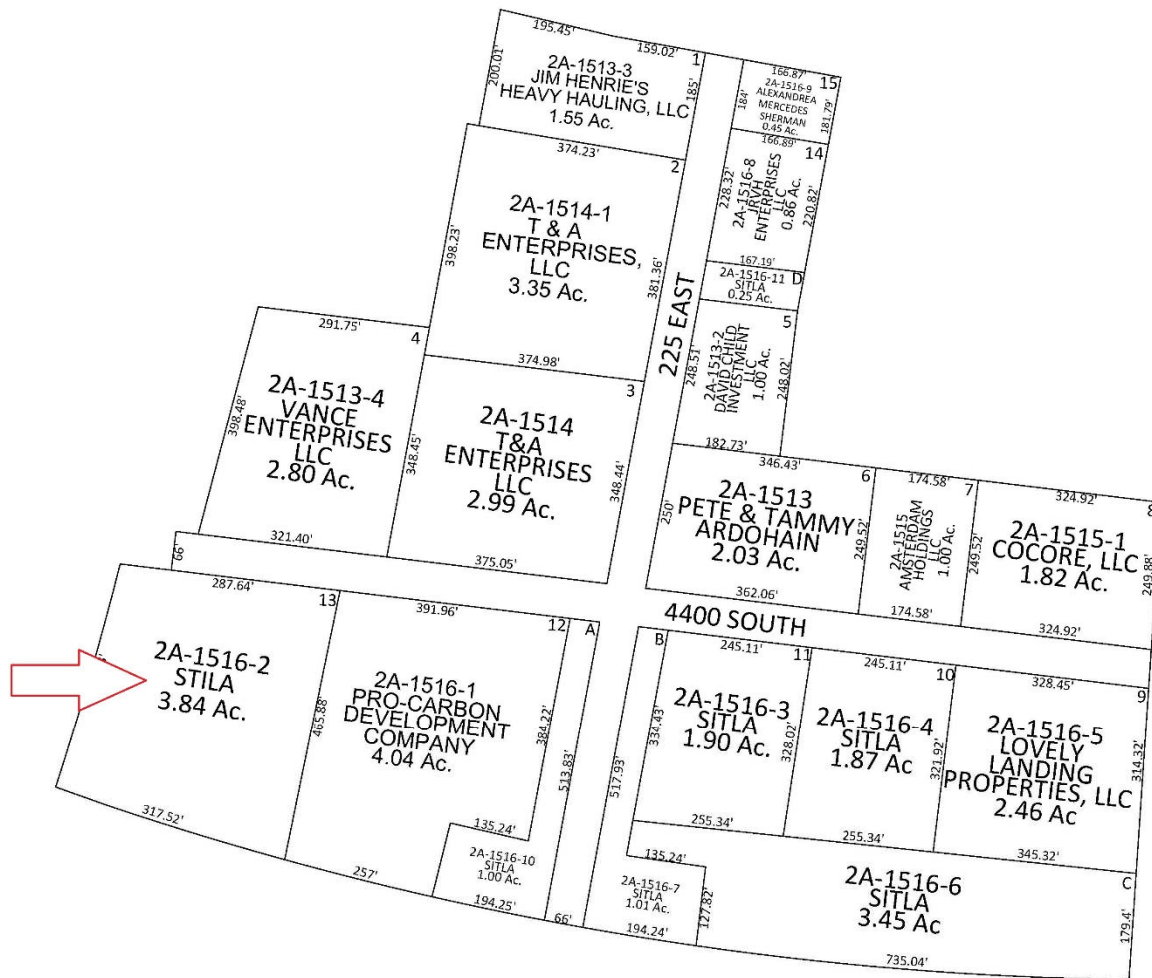 195.45'
159.02'
1
200.01'
2A-1513-3
JIM HENRIE'S
HEAVY HAULING, LLC
1.55 Ac.
185'
166.87'
15
184'
2A-1516-9
ALEXANDREA
MERCEDES
SHERMAN
0.45 Ac.
181.79'
166.89'
14
228.32'
2A-1516-8
JRVH
ENTERPRISES
LLC
0.86 Ac.
220.82'
167.19'
D
2A-1516-11
SITLA
0.25 Ac.
374.23'
2
398.23'
2A-1514-1
T & A
ENTERPRISES,
LLC
3.35 Ac.
381.36'
225 EAST
5
248.51'
2A-1513-2
DAVID CHILD
INVESTMENT
LLC
1.00 Ac.
248.02'
182.73'
291.75'
4
398.48'
2A-1513-4
VANCE
ENTERPRISES
LLC
2.80 Ac.
321.40'
374.98'
3
348.45'
2A-1514
T&A
ENTERPRISES
LLC
2.99 Ac.
348.44'
375.05'
346.43'
6
250'
2A-1513
PETE & TAMMY
ARDOHAIN
2.03 Ac.
249.52'
362.06'
174.58'
7
2A-1515
AMSTERDAM
HOLDINGS
LLC
1.00 Ac.
249.52'
174.58'
324.92'
8
2A-1515-1
COCORE, LLC
1.82 Ac.
249.88'
324.92'
66'
4400 SOUTH
287.64'
13
2A-1516-2
STILA
3.84 Ac.
465.88'
317.52'
391.96'
12
2A-1516-1
PRO-CARBON
DEVELOPMENT
COMPANY
4.04 Ac.
384.22'
257'
A
513.83'
135.24'
2A-1516-10
SITLA
1.00 Ac.
194.25'
66'
B
517.93'
245.11'
11
334.43'
2A-1516-3
SITLA
1.90 Ac.
328.02'
255.34'
245.11'
10
2A-1516-4
SITLA
1.87 Ac
321.92'
255.34'
328.45'
9
2A-1516-5
LOVELY
LANDING
PROPERTIES, LLC
2.46 Ac
314.32'
345.32'
135.24'
2A-1516-7
SITLA
1.01 Ac.
127.82'
194.24'
C
2A-1516-6
SITLA
3.45 Ac
179.4'
735.04'